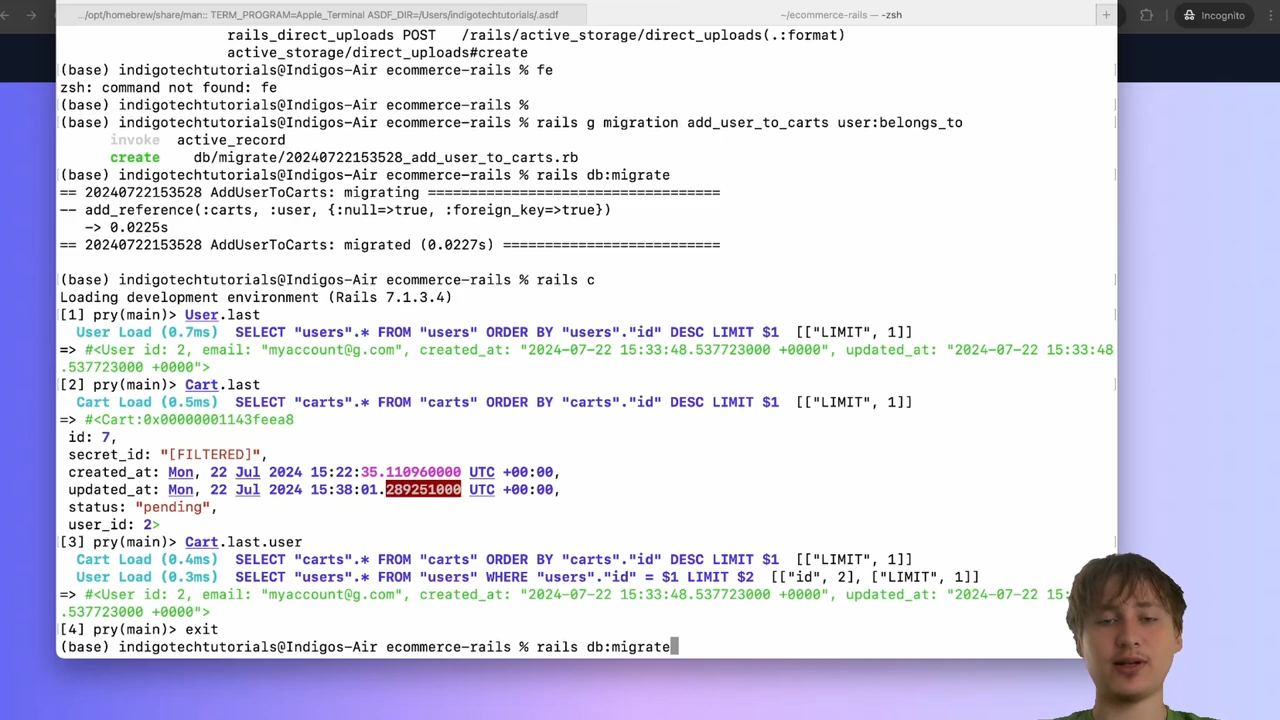 .../opt/homebrew/share/man:: TERM_PROGRAM=Apple_Terminal ASDF_DIR=/Users/indigotechtutorials/.asdf
~/ecommerce-rails — -zsh
Incognito
rails_direct_uploads POST /rails/active_storage/direct_uploads(.:format)
active_storage/direct_uploads#create
(base) indigotechtutorials@Indigos-Air ecommerce-rails % fe
zsh: command not found: fe
(base) indigotechtutorials@Indigos-Air ecommerce-rails %
(base) indigotechtutorials@Indigos-Air ecommerce-rails % rails g migration add_user_to_carts user:belongs_to
invoke active_record
create db/migrate/20240722153528_add_user_to_carts.rb
(base) indigotechtutorials@Indigos-Air ecommerce-rails % rails db:migrate
== 20240722153528 AddUserToCarts: migrating ===================================
-- add_reference(:carts, :user, {:null=>true, :foreign_key=>true})
-> 0.0225s
== 20240722153528 AddUserToCarts: migrated (0.0227s) ==========================
(base) indigotechtutorials@Indigos-Air ecommerce-rails % rails c
Loading development environment (Rails 7.1.3.4)
[1] pry(main)> User.last
User Load (0.7ms) SELECT "users".* FROM "users" ORDER BY "users"."id" DESC LIMIT $1 [["LIMIT", 1]]
=> #<User id: 2, email: "myaccount@g.com", created_at: "2024-07-22 15:33:48.537723000 +0000", updated_at: "2024-07-22 15:33:48
.537723000 +0000">
[2] pry(main)> Cart.last
Cart Load (0.5ms) SELECT "carts".* FROM "carts" ORDER BY "carts"."id" DESC LIMIT $1 [["LIMIT", 1]]
=> #<Cart:0x00000001143feea8
id: 7,
secret_id: "[FILTERED]",
created_at: Mon, 22 Jul 2024 15:22:35.110960000 UTC +00:00,
updated_at: Mon, 22 Jul 2024 15:38:01.289251000 UTC +00:00,
status: "pending",
user_id: 2>
[3] pry(main)> Cart.last.user
Cart Load (0.4ms) SELECT "carts".* FROM "carts" ORDER BY "carts"."id" DESC LIMIT $1 [["LIMIT", 1]]
User Load (0.3ms) SELECT "users".* FROM "users" WHERE "users"."id" = $1 LIMIT $2 [["id", 2], ["LIMIT", 1]]
=> #<User id: 2, email: "myaccount@g.com", created_at: "2024-07-22 15:33:48.537723000 +0000", updated_at: "2024-07-22 15:
.537723000 +0000">
[4] pry(main)> exit
(base) indigotechtutorials@Indigos-Air ecommerce-rails % rails db:migrate